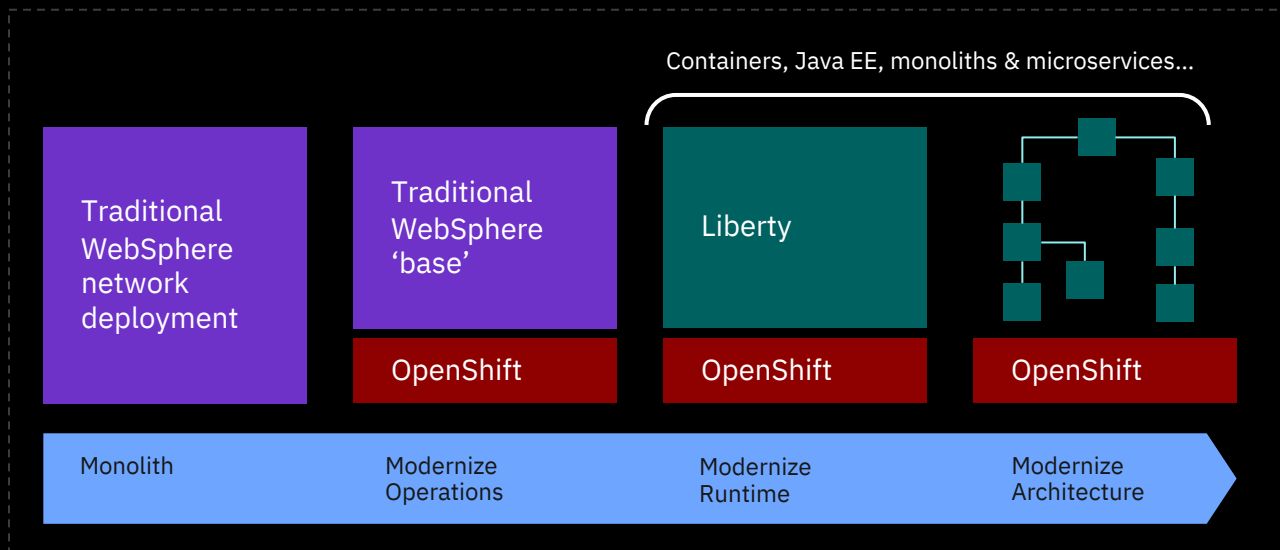 Containers, Java EE, monoliths & microservices...
Traditional
WebSphere
network
deployment
Traditional
WebSphere
‘base’
OpenShift
Liberty
OpenShift
OpenShift
Monolith
Modernize
Operations
Modernize
Runtime
Modernize
Architecture